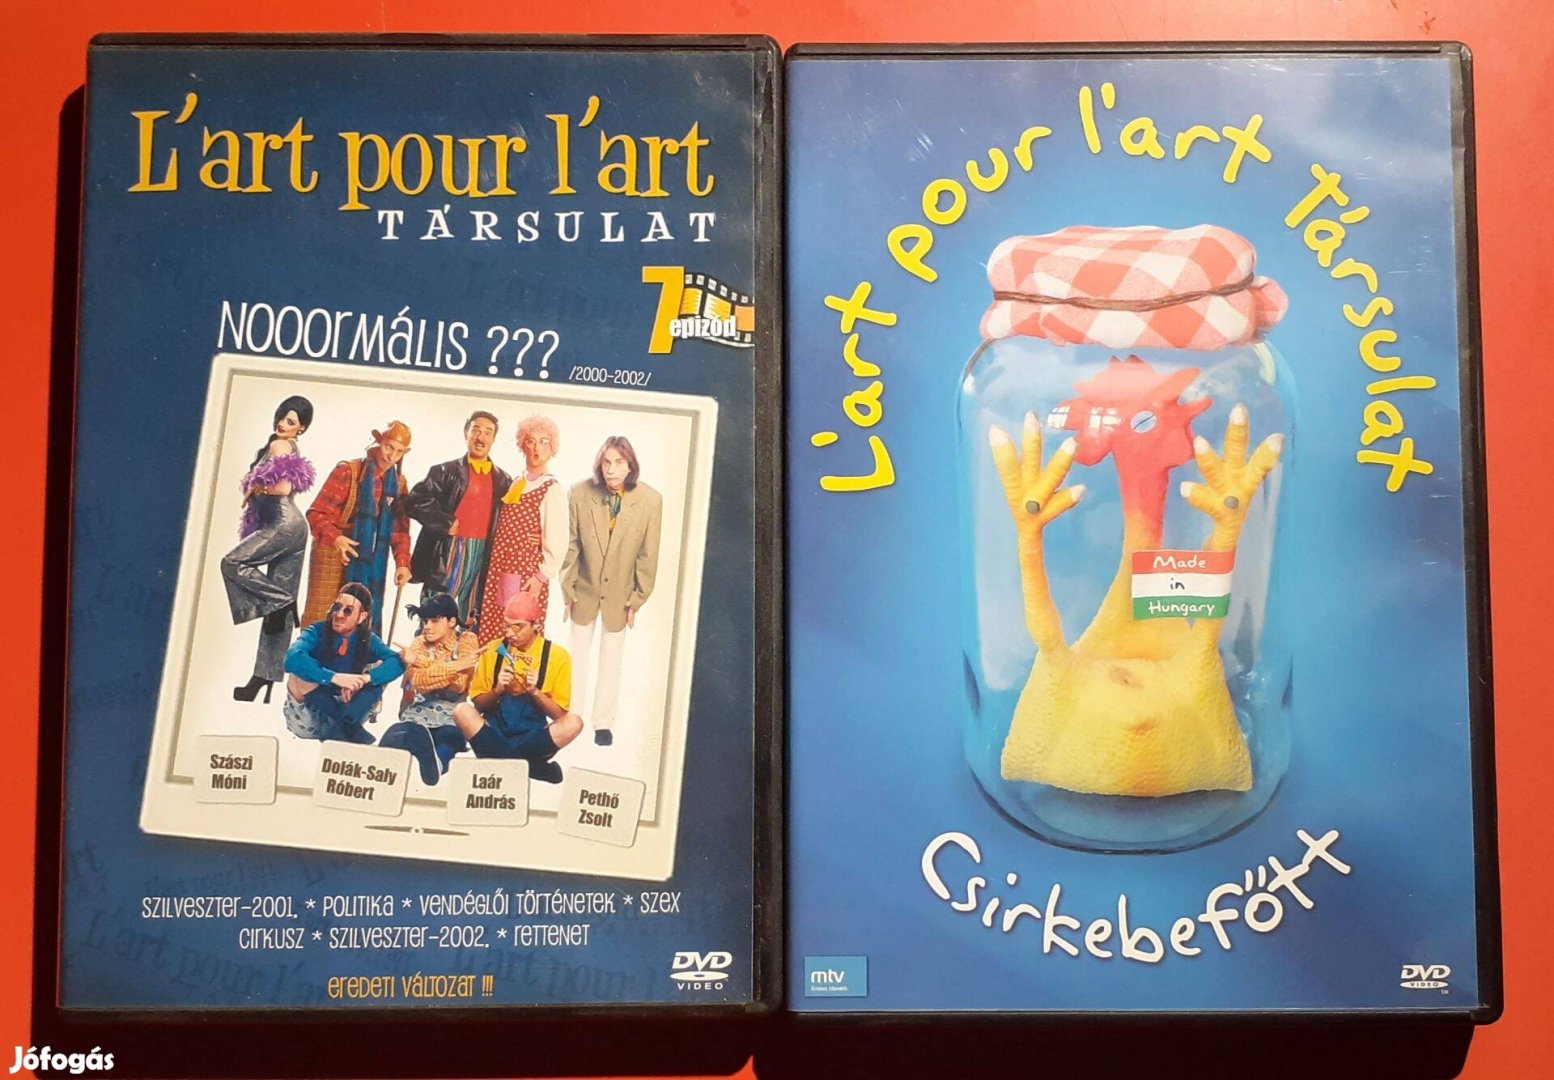 L'art pour l'art
TÁRSULAT
7
epizód
NOOORMÁLIS ???
/2000-2002/
Szászi
Móni
Dolák-Saly
Róbert
Laár
András
Pethő
Zsolt
SZILVESZTER-2001. * POLITIKA * VENDÉGLŐI TÖRTÉNETEK * SZEX
CIRKUSZ * SZILVESZTER-2002. * RETTENET
EREDETI VÁLTOZAT !!!
DVD
VIDEO
L'art pour l'art Társulat
Made
in
Hungary
Csirkebefőtt
mtv
DVD
VIDEO
TM
Jófogás